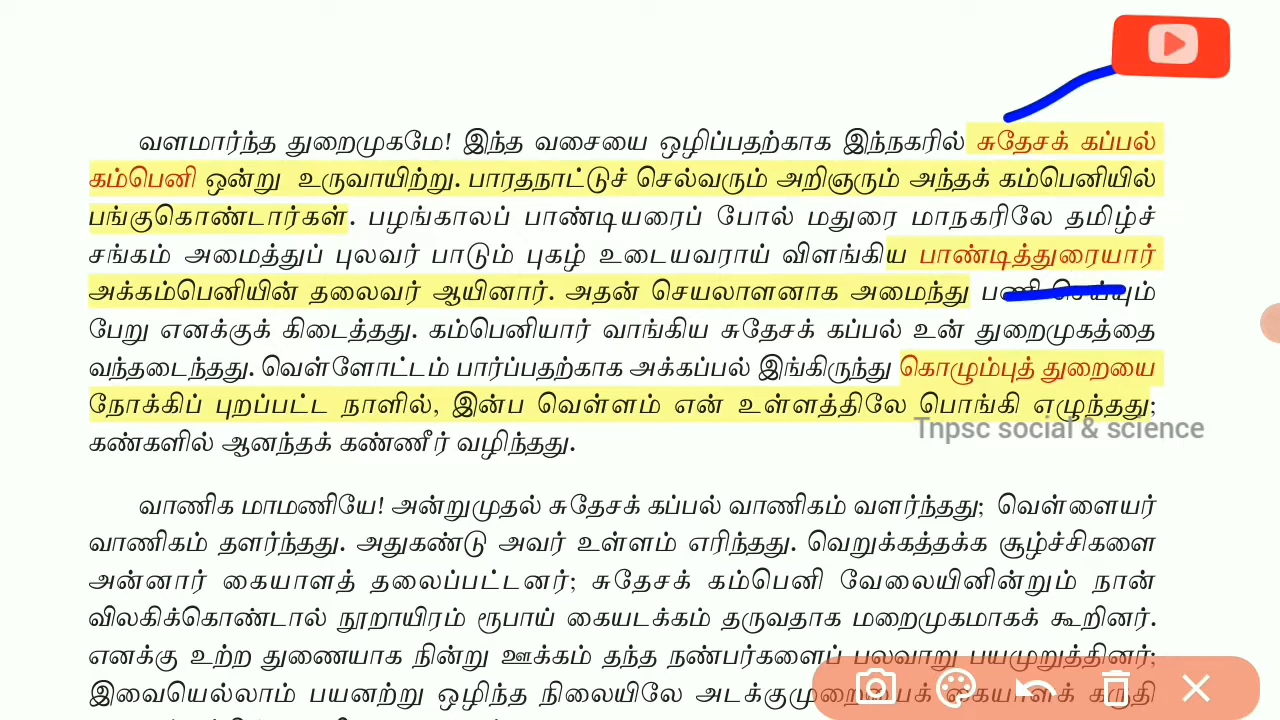 வளமார்ந்த துறைமுகமே! இந்த வசையை ஒழிப்பதற்காக இந்நகரில் சுதேசக் கப்பல்
கம்பெனி ஒன்று உருவாயிற்று. பாரதநாட்டுச் செல்வரும் அறிஞரும் அந்தக் கம்பெனியில்
பங்குகொண்டார்கள். பழங்காலப் பாண்டியரைப் போல் மதுரை மாநகரிலே தமிழ்ச்
சங்கம் அமைத்துப் புலவர் பாடும் புகழ் உடையவராய் விளங்கிய பாண்டித்துரையார்
அக்கம்பெனியின் தலைவர் ஆயினார். அதன் செயலாளனாக அமைந்து பணி செய்யும்
பேறு எனக்குக் கிடைத்தது. கம்பெனியார் வாங்கிய சுதேசக் கப்பல் உன் துறைமுகத்தை
வந்தடைந்தது. வெள்ளோட்டம் பார்ப்பதற்காக அக்கப்பல் இங்கிருந்து கொழும்புத் துறையை
நோக்கிப் புறப்பட்ட நாளில், இன்ப வெள்ளம் என் உள்ளத்திலே பொங்கி எழுந்தது;
Tnpsc social & science
கண்களில் ஆனந்தக் கண்ணீர் வழிந்தது.
வாணிக மாமணியே! அன்றுமுதல் சுதேசக் கப்பல் வாணிகம் வளர்ந்தது; வெள்ளையர்
வாணிகம் தளர்ந்தது. அதுகண்டு அவர் உள்ளம் எரிந்தது. வெறுக்கத்தக்க சூழ்ச்சிகளை
அன்னார் கையாளத் தலைப்பட்டனர்; சுதேசக் கம்பெனி வேலையினின்றும் நான்
விலகிக்கொண்டால் நூறாயிரம் ரூபாய் கையடக்கம் தருவதாக மறைமுகமாகக் கூறினர்.
எனக்கு உற்ற துணையாக நின்று ஊக்கம் தந்த நண்பர்களைப் பலவாறு பயமுறுத்தினர்;
இவையெல்லாம் பயனற்று ஒழிந்த நிலையிலே அடக்குமுறையைக் கையாளக் கருதி